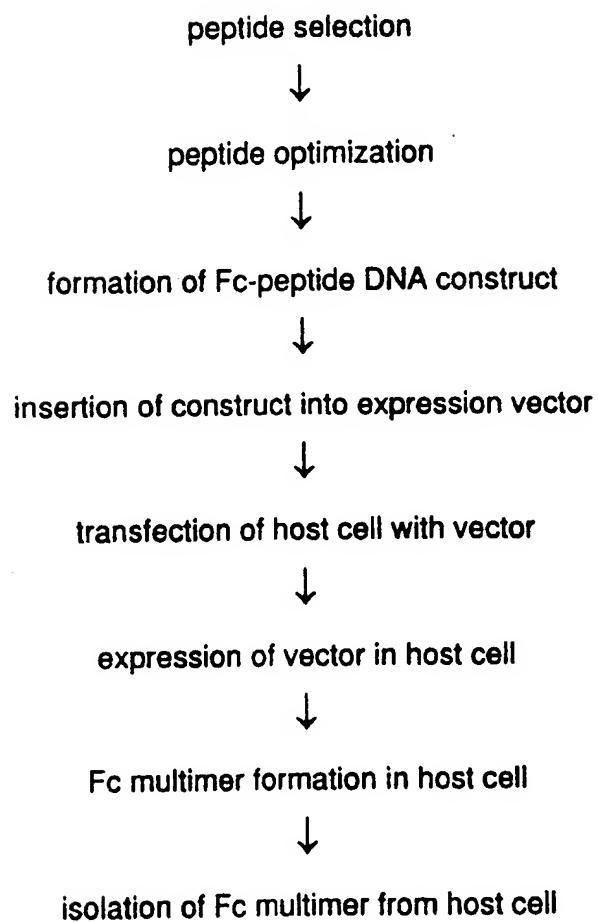 peptide selection
↓
peptide optimization
↓
formation of Fc-peptide DNA construct
↓
insertion of construct into expression vector
↓
transfection of host cell with vector
↓
expression of vector in host cell
↓
Fc multimer formation in host cell
↓
isolation of Fc multimer from host cell